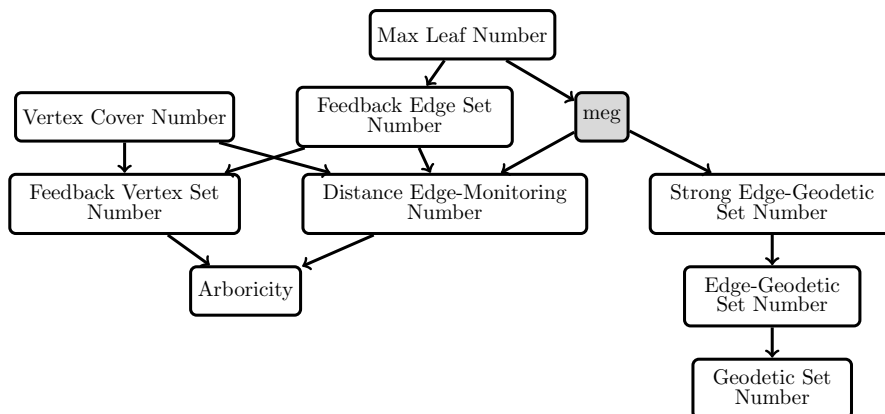 Max Leaf Number
Vertex Cover Number
Feedback Edge Set
Number
meg
Feedback Vertex Set
Number
Distance Edge-Monitoring
Number
Strong Edge-Geodetic
Set Number
Arboricity
Edge-Geodetic
Set Number
Geodetic Set
Number